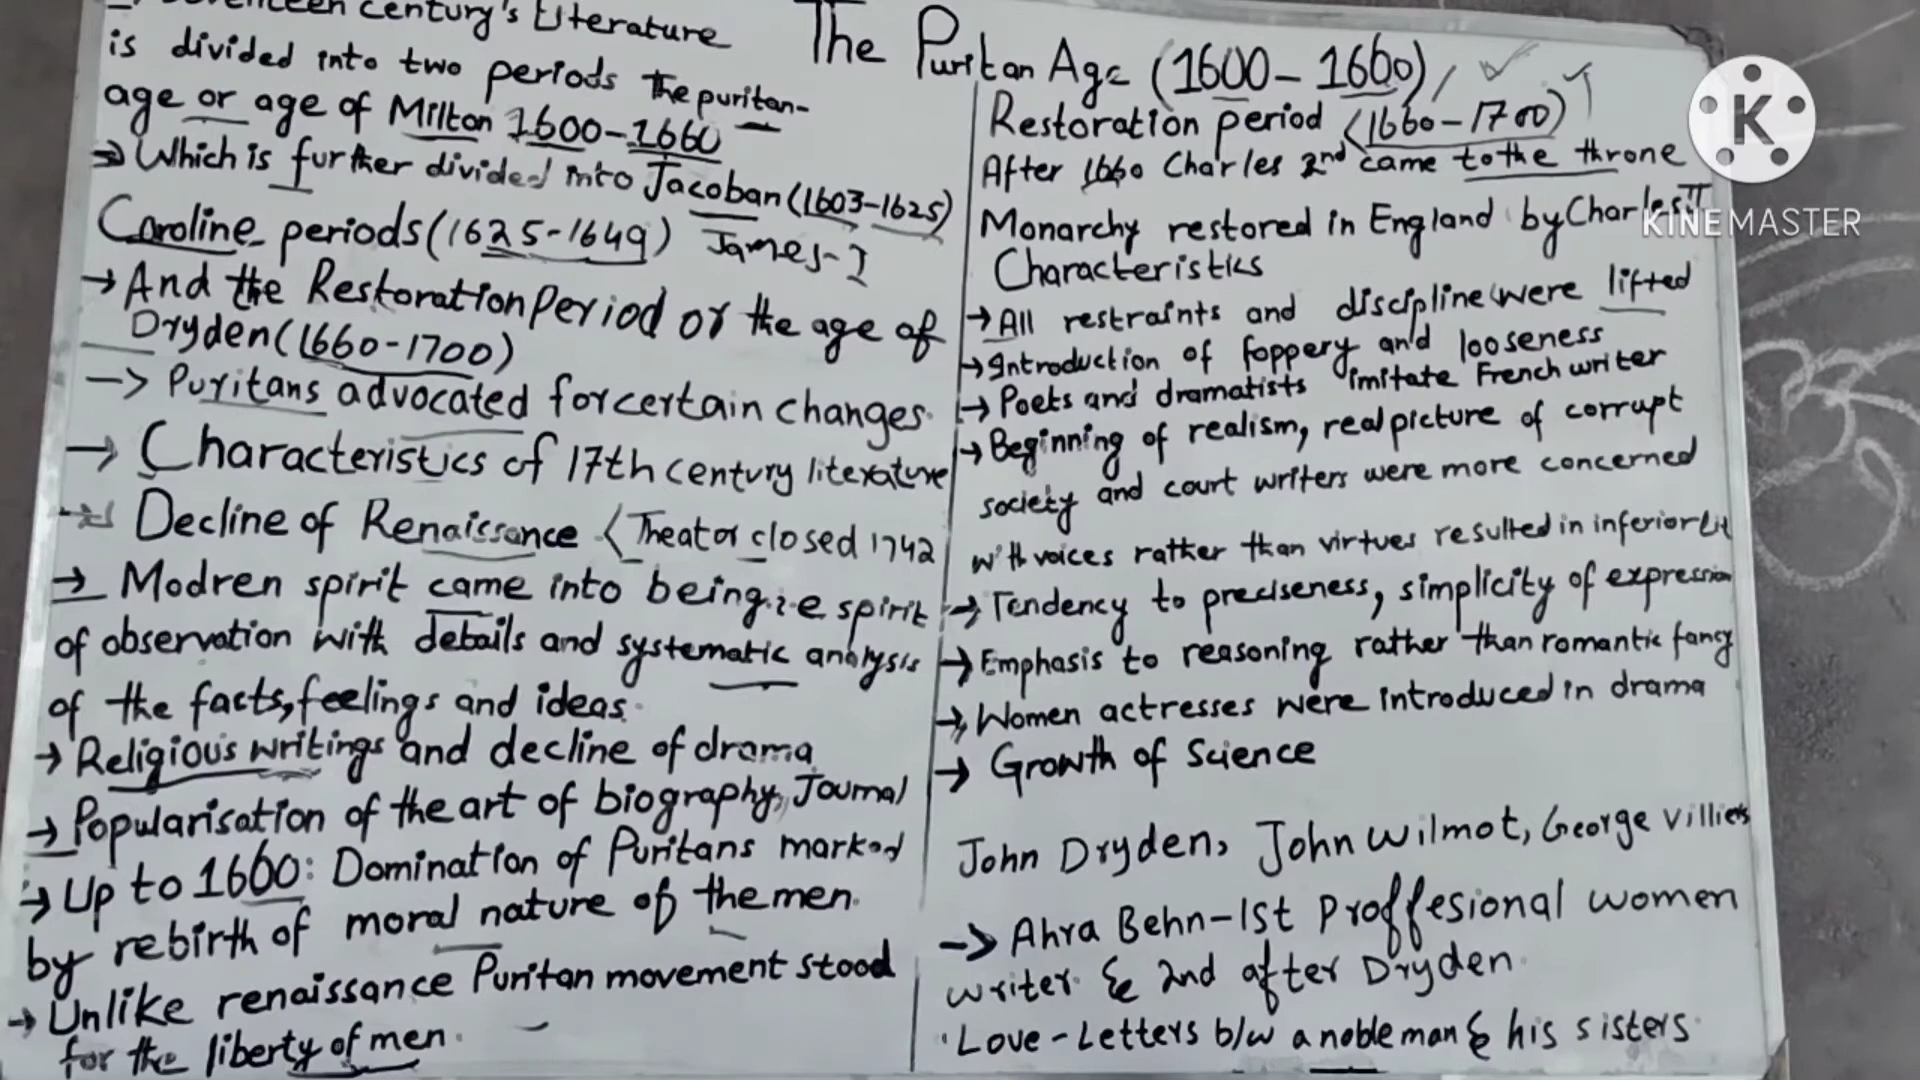 The Puritan Age (1600-1660)
century's Literature
is divided into two periods The puritan-
age or age of Milton 1600-1660
→ Which is further divided into Jacoban (1603-1625)
Caroline periods (1625-1649) James-I
→ And the Restoration Period or the age of
Dryden (1660-1700)
→ Puritans advocated for certain changes.
→ Characteristics of 17th century literature
Decline of Renaissance (Theator closed 1742
→ Modren spirit came into being i.e spirit
of observation with details and systematic analysis
of the facts, feelings and ideas.
→ Religious writings and decline of drama
→ Popularisation of the art of biography, Journal
→ Up to 1660: Domination of Puritans marked
by rebirth of moral nature of the men.
→ Unlike renaissance Puritan movement stood
for the liberty of men.
Restoration period (1660-1700)
After 1660 Charles 2nd came to the throne
Monarchy restored in England by Charles II
Characteristics
→ All restraints and discipline were lifted
→ Introduction of foppery and looseness
→ Poets and dramatists imitate French writer
→ Beginning of realism, real picture of corrupt
society and court writers were more concerned
with voices rather than virtues resulted in inferior Lit
→ Tendency to preciseness, simplicity of expression
→ Emphasis to reasoning rather than romantic fancy
→ Women actresses were introduced in drama
→ Growth of Science
John Dryden, John Wilmot, George Villiers
→ Ahra Behn-1st Proffesional women
writer & 2nd after Dryden.
Love-Letters b/w a noble man & his sisters.
K
KINEMASTER